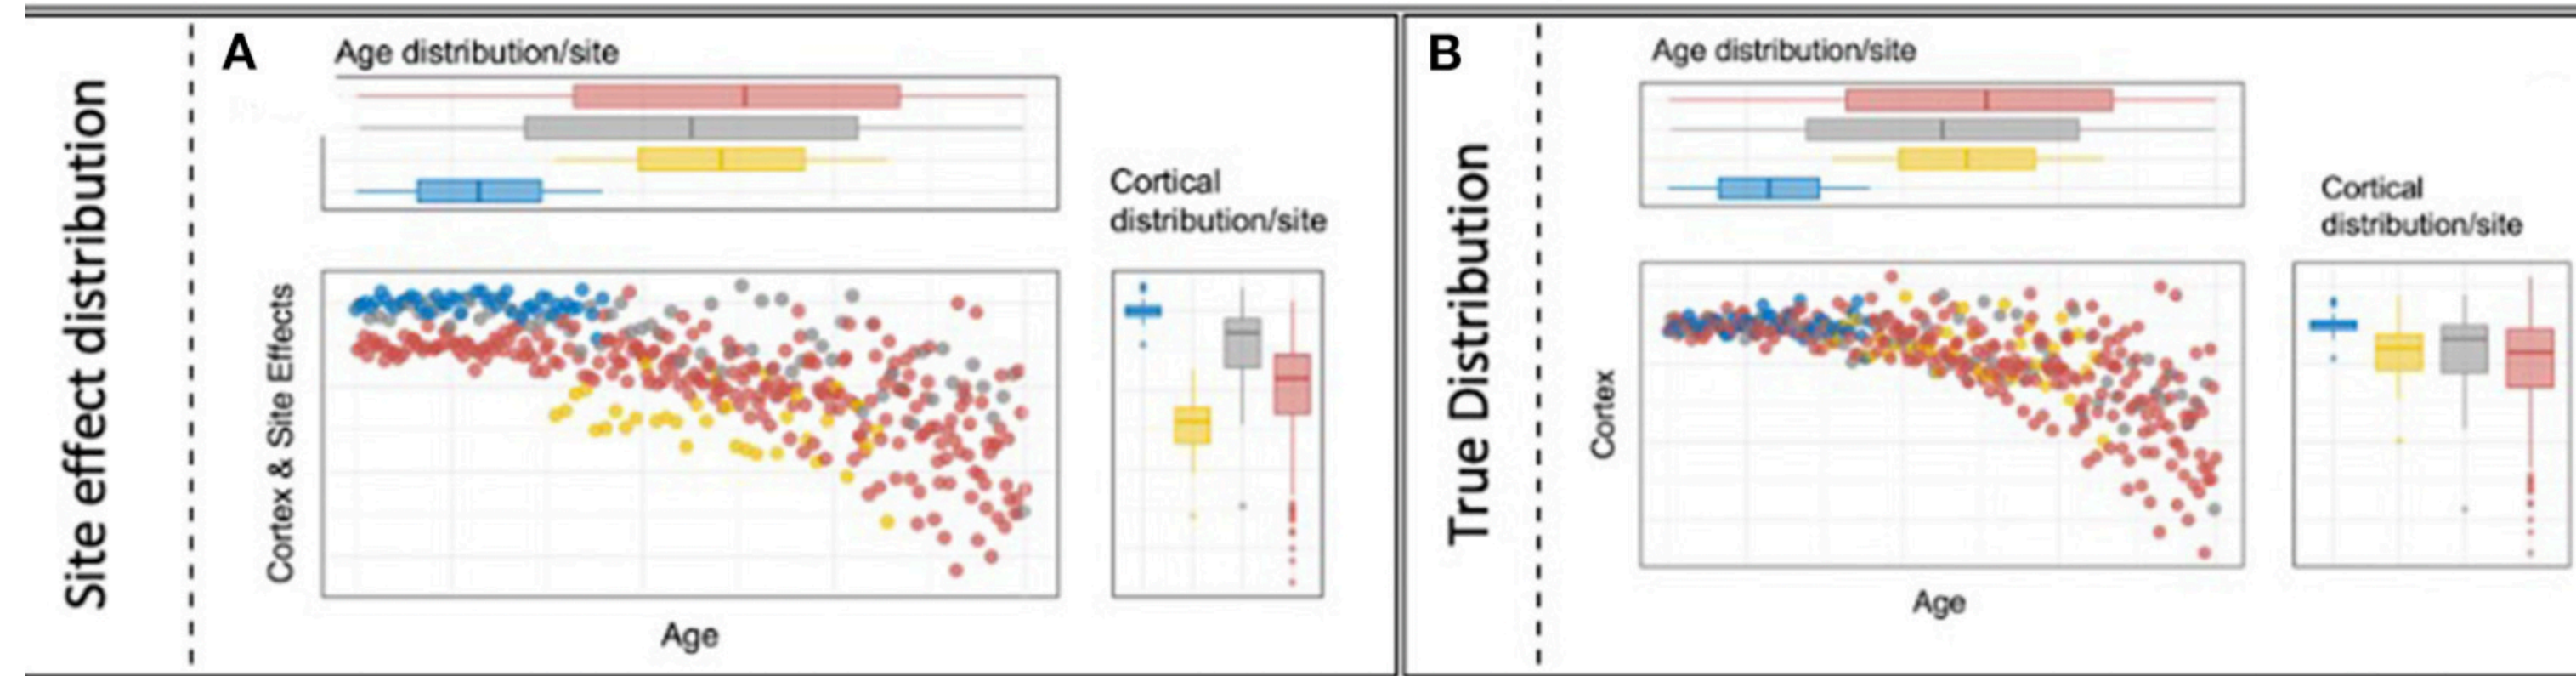 Site effect distribution
A
Age distribution/site
Cortical
distribution/site
Cortex & Site Effects
Age
True Distribution
B
Age distribution/site
Cortical
distribution/site
Cortex
Age